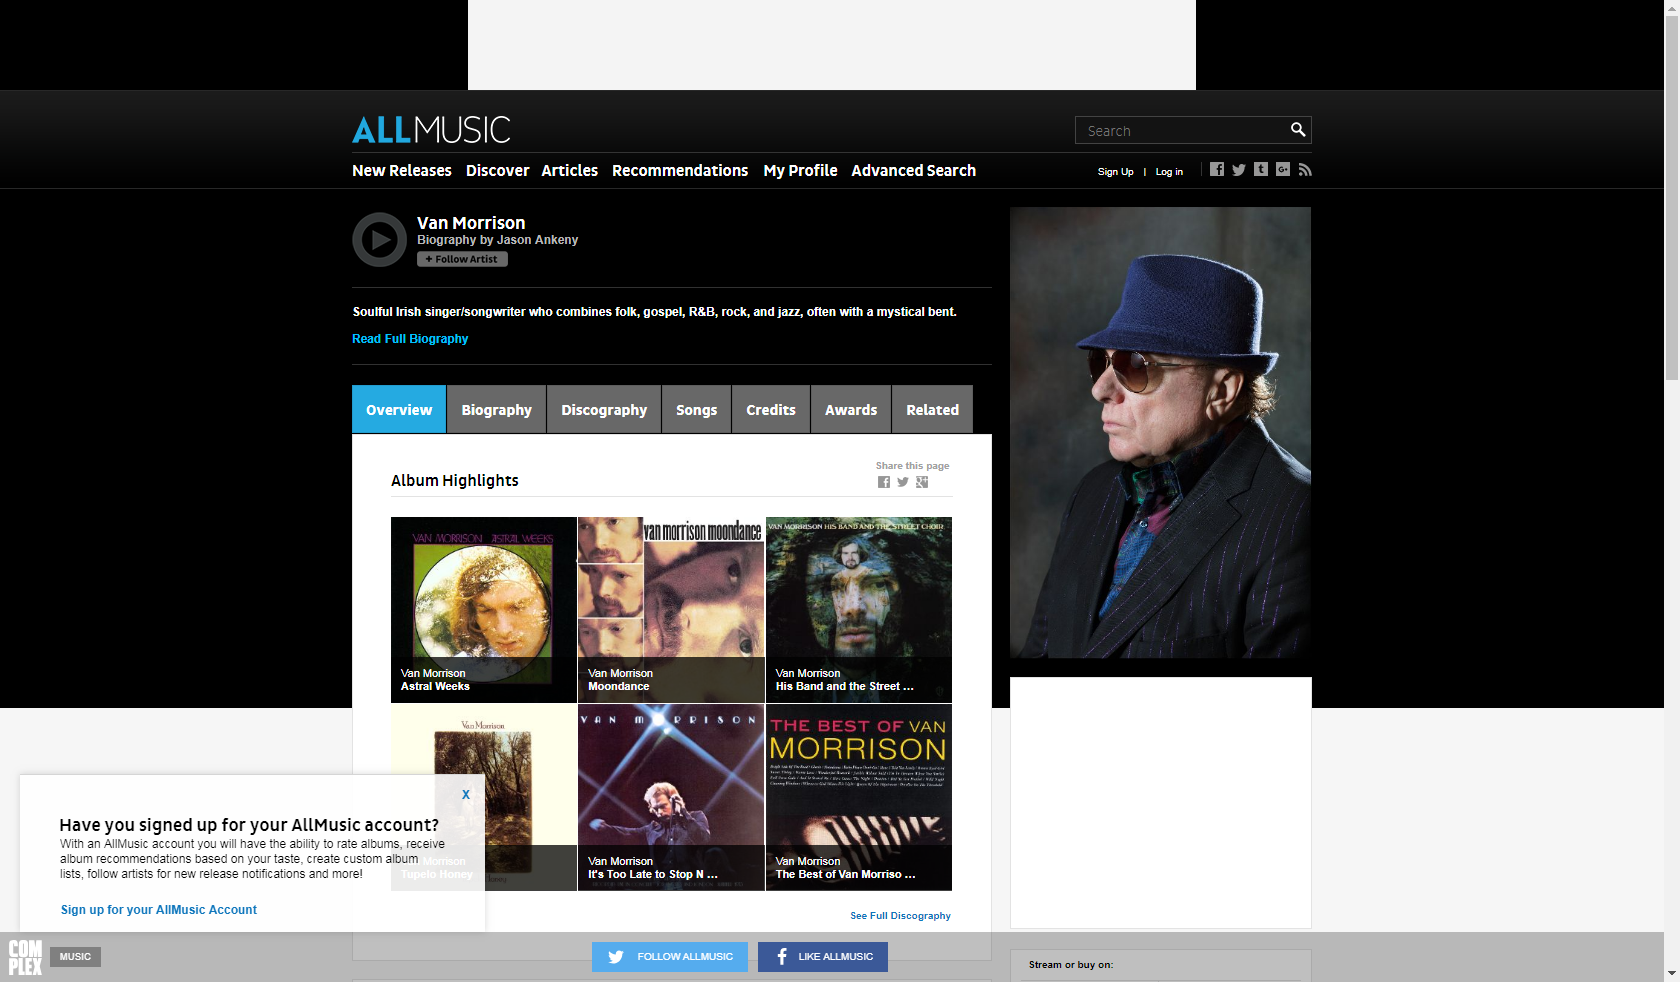 ALLMUSIC
Search
New Releases Discover Articles Recommendations My Profile Advanced Search
Sign Up | Log in
Van Morrison
Biography by Jason Ankeny
+ Follow Artist
Soulful Irish singer/songwriter who combines folk, gospel, R&B, rock, and jazz, often with a mystical bent.
Read Full Biography
Overview Biography Discography Songs Credits Awards Related
Share this page
Album Highlights
VAN MORRISON ASTRAL WEEKS
van morrison moondance
VAN MORRISON HIS BAND AND THE STREET CHOIR
Van Morrison
Astral Weeks
Van Morrison
Moondance
Van Morrison
His Band and the Street ...
Van Morrison
VAN MORRISON
THE BEST OF VAN
MORRISON
Van Morrison
Tupelo Honey
Van Morrison
It's Too Late to Stop N ...
Van Morrison
The Best of Van Morriso ...
See Full Discography
X
Have you signed up for your AllMusic account?
With an AllMusic account you will have the ability to rate albums, receive
album recommendations based on your taste, create custom album
lists, follow artists for new release notifications and more!
Sign up for your AllMusic Account
COMPLEX
MUSIC
FOLLOW ALLMUSIC
LIKE ALLMUSIC
Stream or buy on: